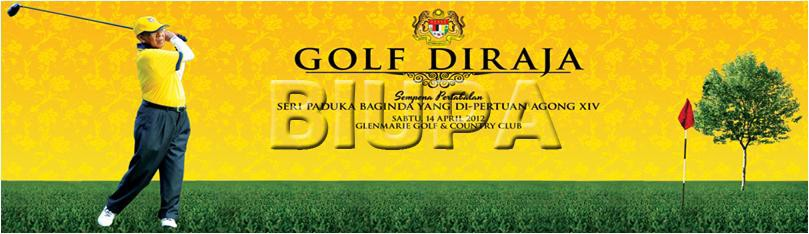 GOLF DIRAJA
Sempena Pertabalan
SERI PADUKA BAGINDA YANG DI-PERTUAN AGONG XIV
SABTU, 14 APRIL 2012
GLENMARIE GOLF & COUNTRY CLUB
BIUPA